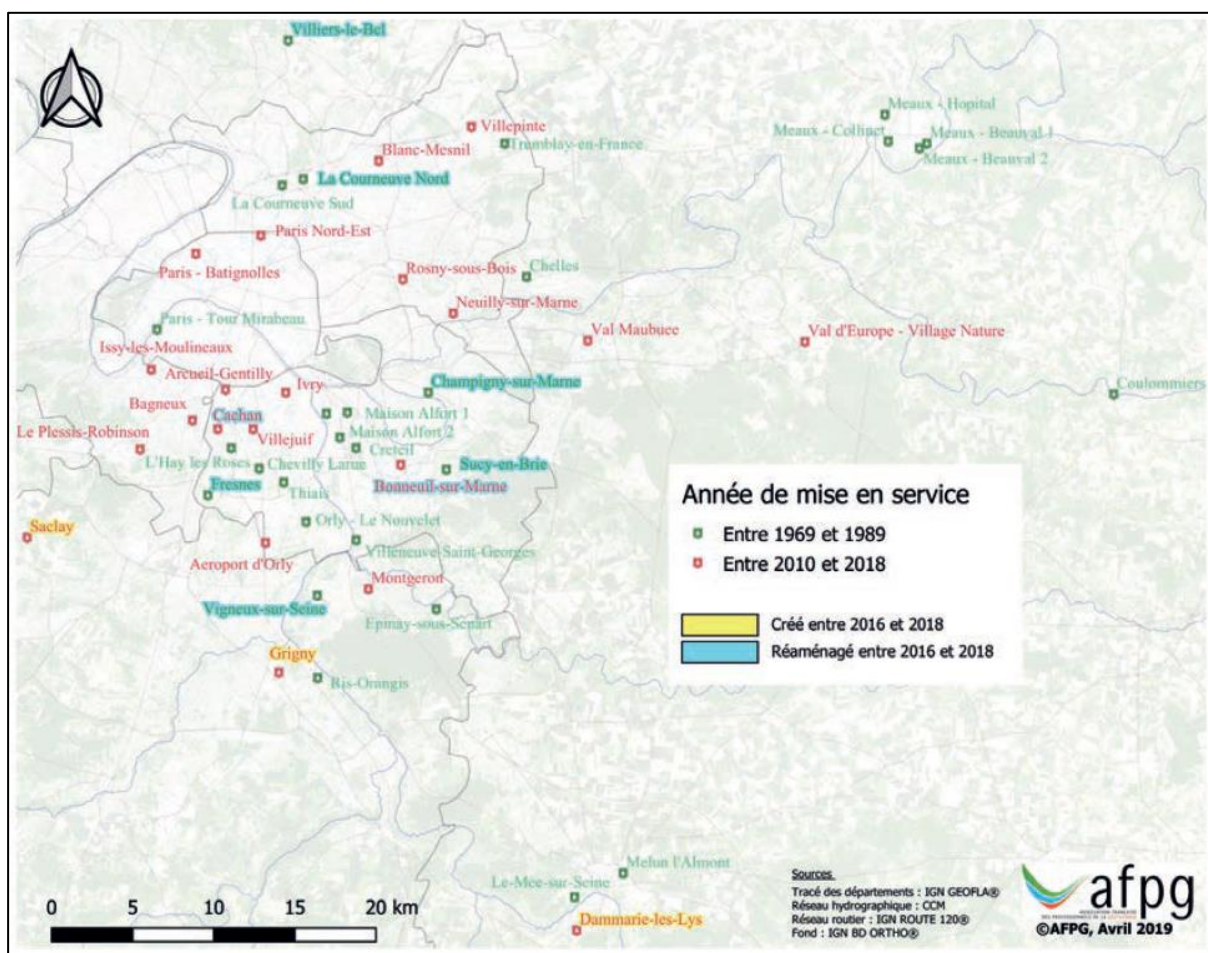 Villiers-le-Bel
Villepinte
Tremblay-en-France
Blanc-Mesnil
La Courneuve Nord
La Courneuve Sud
Meaux - Hopital
Meaux - Collinet
Meaux - Beauval 1
Meaux - Beauval 2
Paris Nord-Est
Paris - Batignolles
Rosny-sous-Bois
Chelles
Neuilly-sur-Marne
Paris - Tour Mirabeau
Val Maubuee
Val d'Europe - Village Nature
Issy-les-Moulineaux
Arcueil-Gentilly
Ivry
Champigny-sur-Marne
Coulommiers
Bagneux
Cachan
Maison Alfort 1
Le Plessis-Robinson
Villejuif
Maison Alfort 2
Creteil
L'Hay les Roses
Chevilly Larue
Sucy-en-Brie
Fresnes
Thiais
Bonneuil-sur-Marne
Saclay
Orly - Le Nouvelet
Villeneuve-Saint-Georges
Aeroport d'Orly
Montgeron
Vigneux-sur-Seine
Epinay-sous-Senart
Grigny
Ris-Orangis
Année de mise en service
Entre 1969 et 1989
Entre 2010 et 2018
Créé entre 2016 et 2018
Réaménagé entre 2016 et 2018
Melun l'Almont
Le-Mee-sur-Seine
Dammarie-les-Lys
0 5 10 15 20 km
Sources
Tracé des départements : IGN GEOFLA®
Réseau hydrographique : CCM
Réseau routier : IGN ROUTE 120®
Fond : IGN BD ORTHO®
afpg
ASSOCIATION FRANÇAISE
DES PROFESSIONNELS DE LA GÉOTHERMIE
©AFPG, Avril 2019